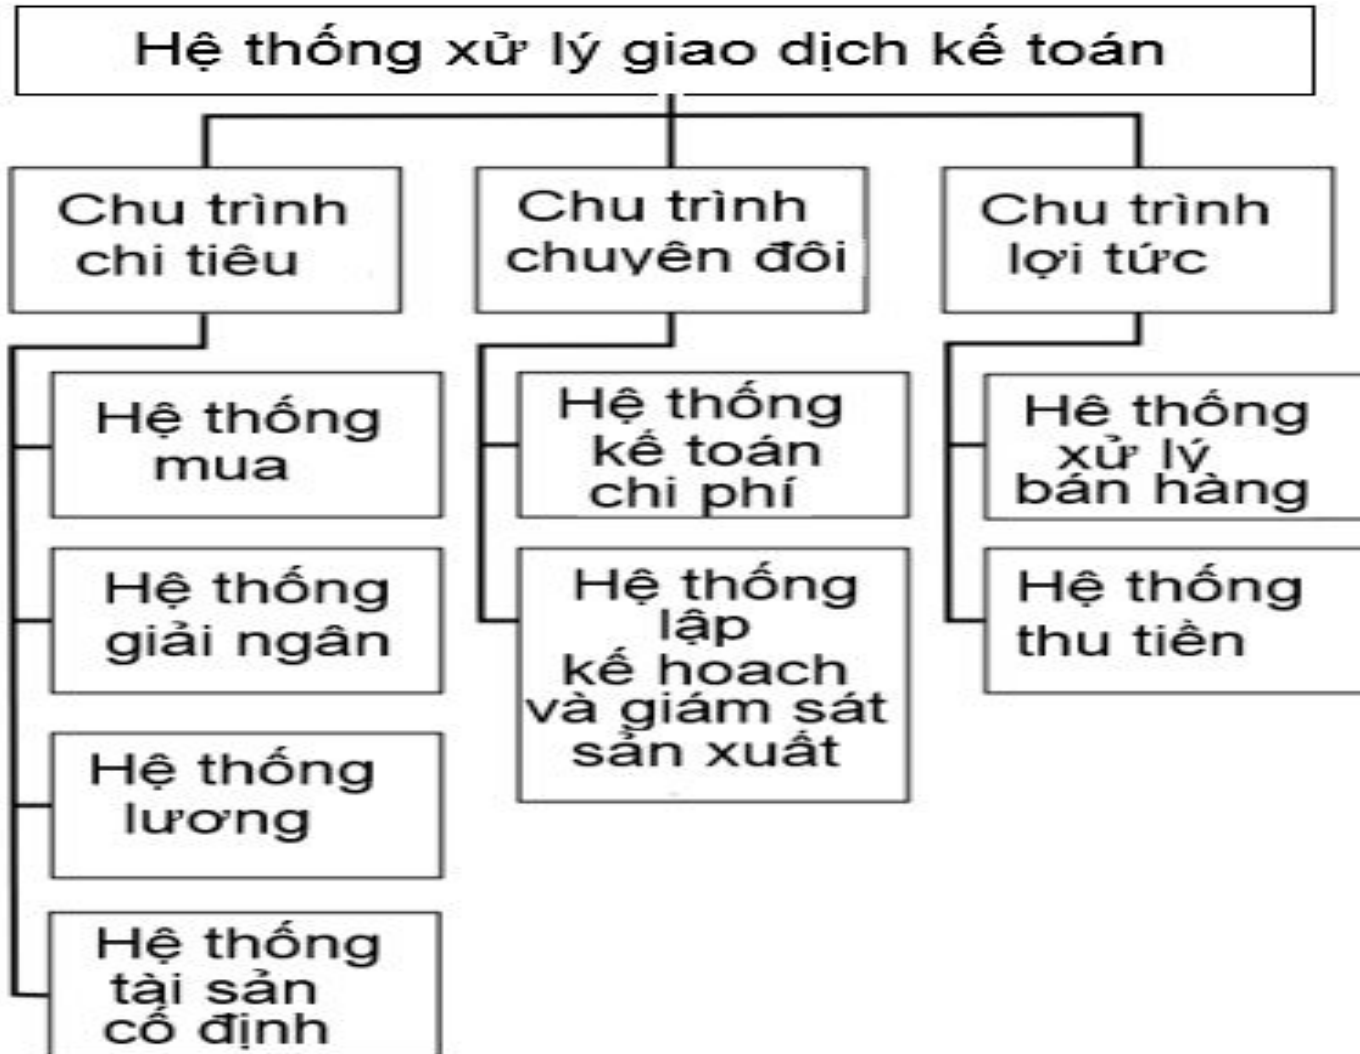 Hệ thống xử lý giao dịch kế toán
Chu trình
chi tiêu
Hệ thống
mua
Hệ thống
giải ngân
Hệ thống
lương
Hệ thống
tài sản
cố định
Chu trình
chuyên đôi
Hệ thống
kế toán
chi phí
Hệ thống
lập
kế hoach
và giám sát
sản xuất
Chu trình
lợi tức
Hê thống
xử lý
bán hàng
Hệ thống
thu tiền